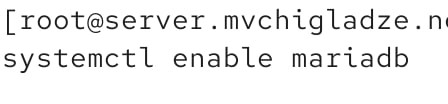 [root@server.mvchigladze.ne
systemctl enable mariadb